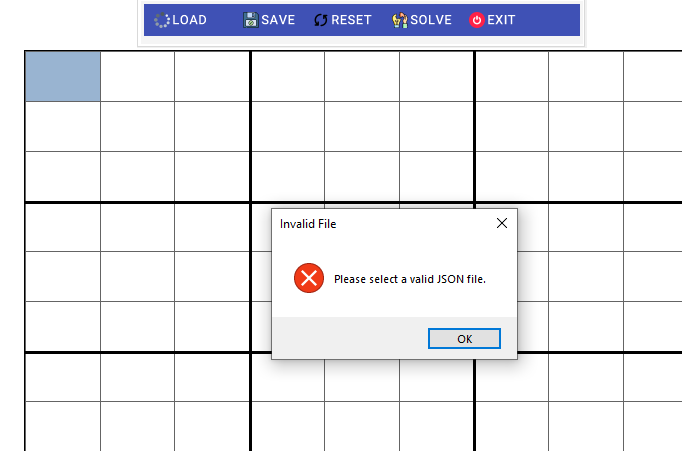 LOAD SAVE RESET SOLVE EXIT
Invalid File
Please select a valid JSON file.
OK